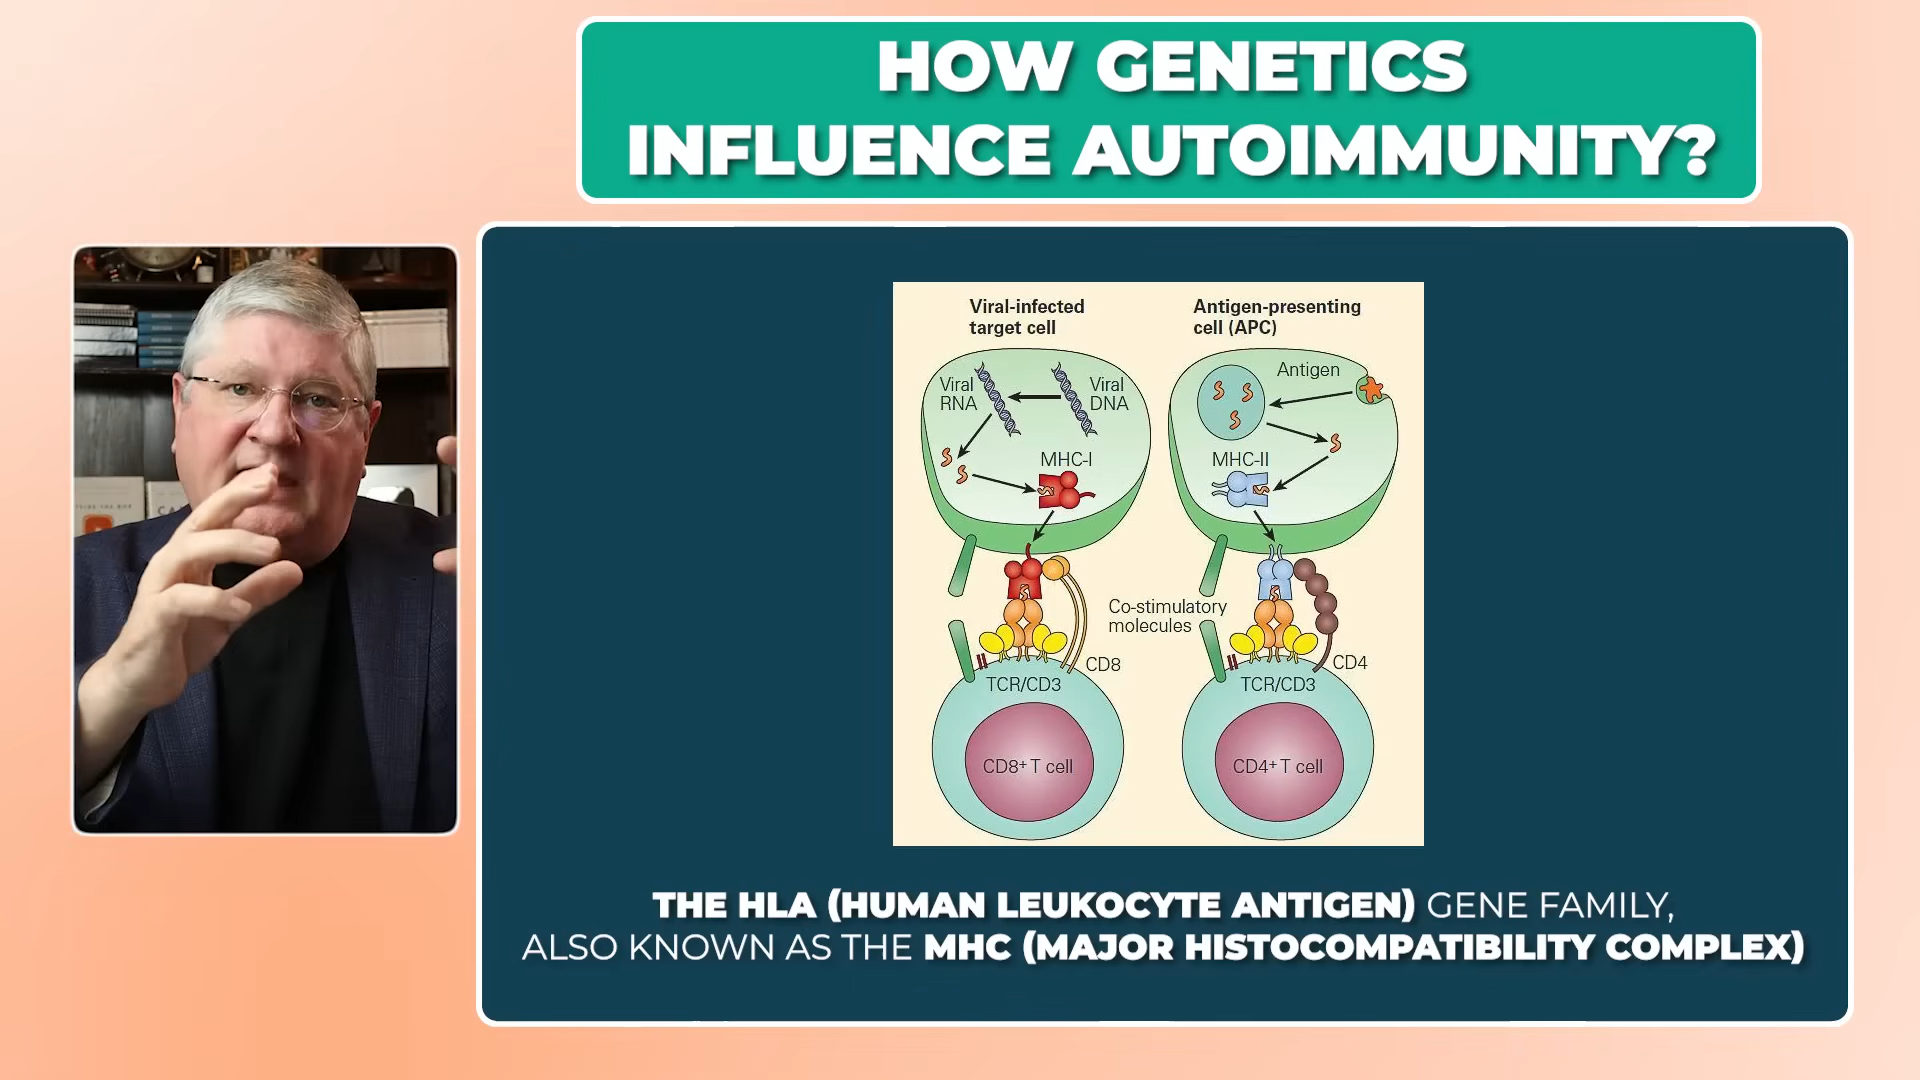 HOW GENETICS
INFLUENCE AUTOIMMUNITY?
Viral-infected
target cell
Viral
RNA
Viral
DNA
MHC-I
CD8
TCR/CD3
CD8+ T cell
Co-stimulatory
molecules
Antigen-presenting
cell (APC)
Antigen
MHC-II
CD4
TCR/CD3
CD4+ T cell
THE HLA (HUMAN LEUKOCYTE ANTIGEN) GENE FAMILY,
ALSO KNOWN AS THE MHC (MAJOR HISTOCOMPATIBILITY COMPLEX)